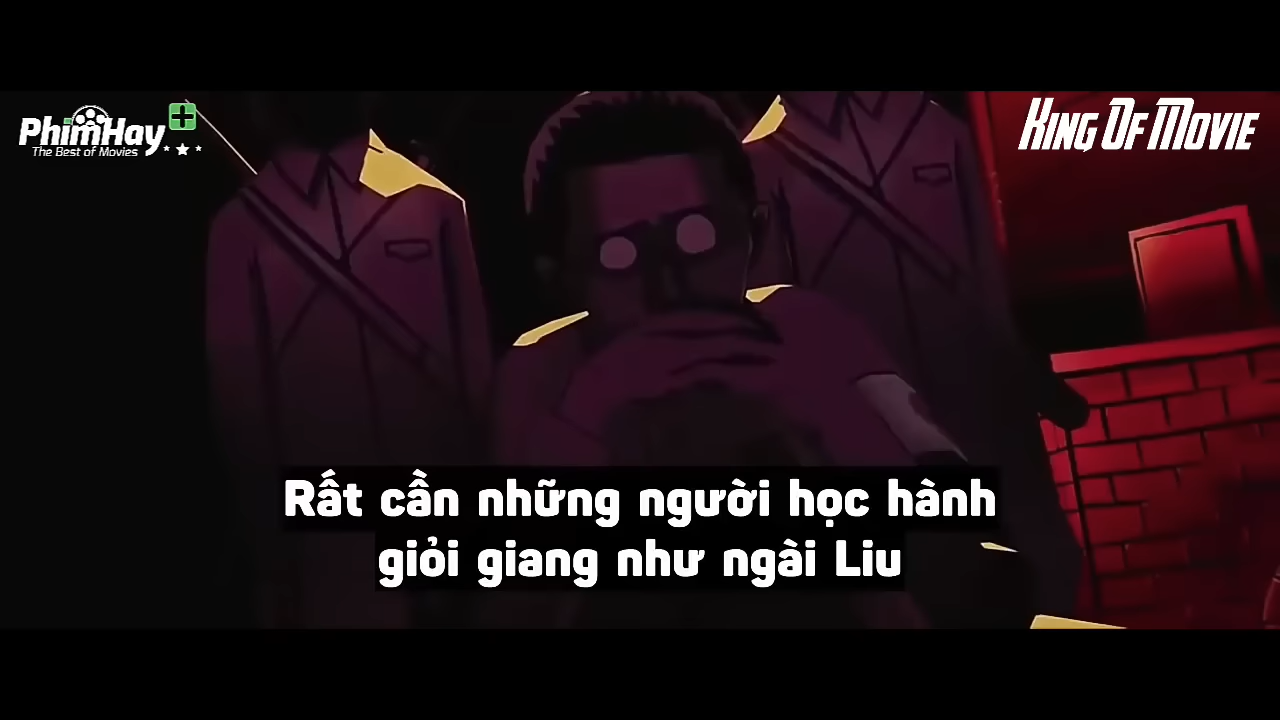 PhimHay
The Best of Movies
KING OF MOVIE
Rất cần những người học hành
giỏi giang như ngài Liu